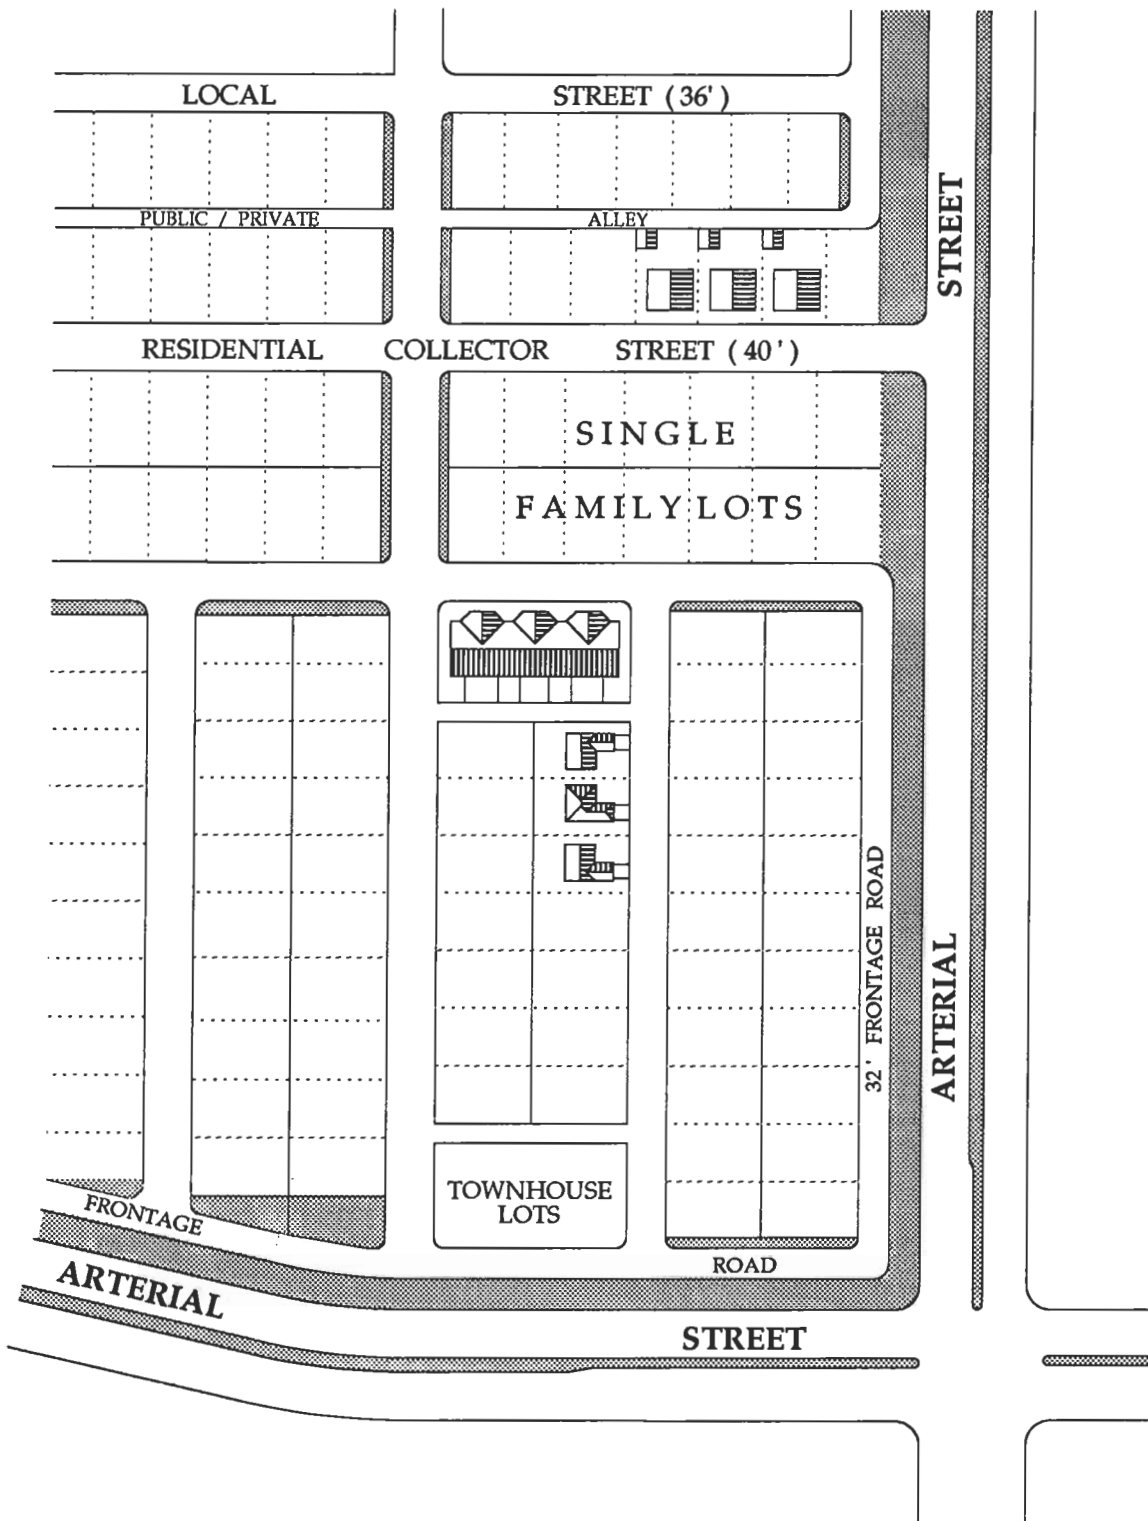 LOCAL STREET ( 36' )
PUBLIC / PRIVATE ALLEY
RESIDENTIAL COLLECTOR STREET ( 40 ' )
SINGLE
FAMILY LOTS
STREET
ARTERIAL
32 ' FRONTAGE ROAD
TOWNHOUSE
LOTS
FRONTAGE ROAD
ARTERIAL STREET